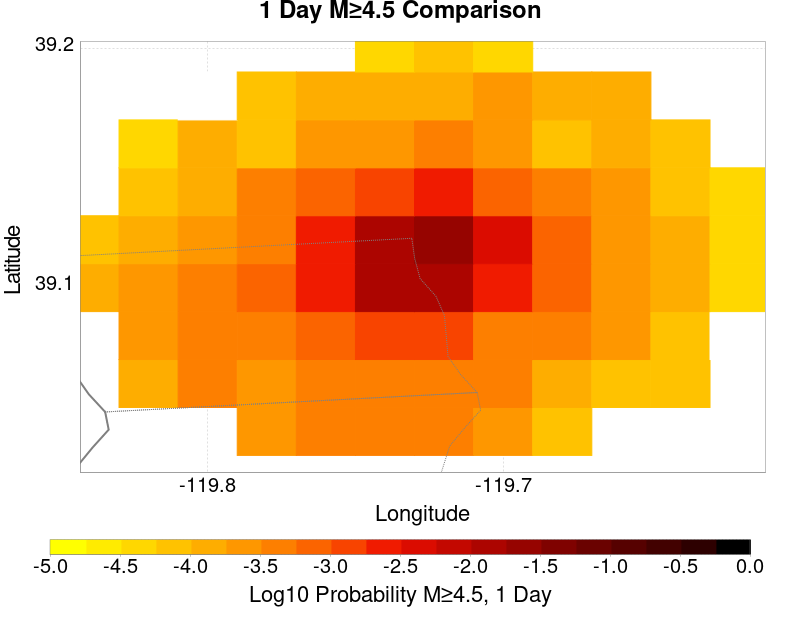 1 Day M≥4.5 Comparison
39.2
39.1
Latitude
-119.8
-119.7
Longitude
-5.0 -4.5 -4.0 -3.5 -3.0 -2.5 -2.0 -1.5 -1.0 -0.5 0.0
Log10 Probability M≥4.5, 1 Day